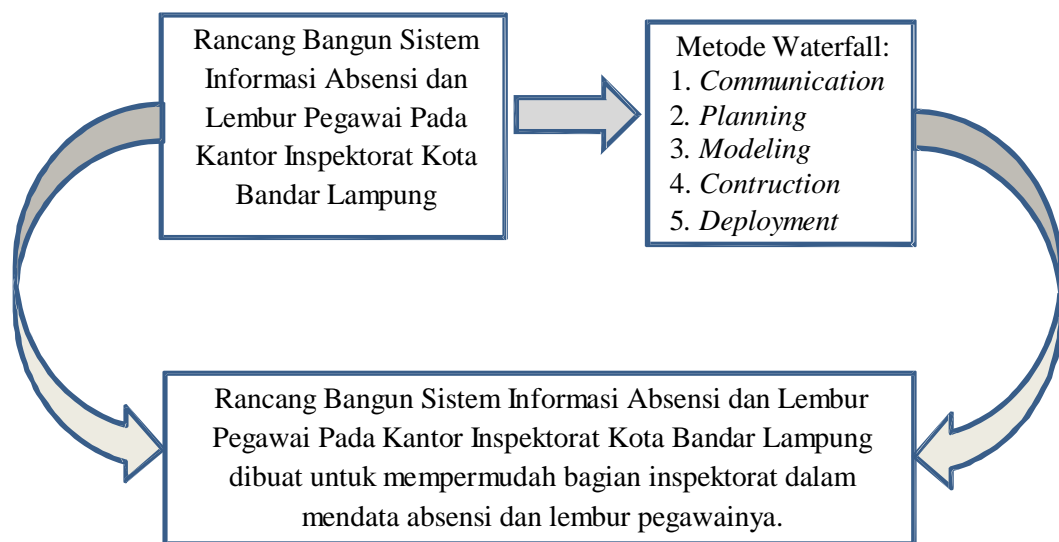 Rancang Bangun Sistem
Informasi Absensi dan
Lembur Pegawai Pada
Kantor Inspektorat Kota
Bandar Lampung
Metode Waterfall:
1. Communication
2. Planning
3. Modeling
4. Contruction
5. Deployment
Rancang Bangun Sistem Informasi Absensi dan Lembur
Pegawai Pada Kantor Inspektorat Kota Bandar Lampung
dibuat untuk mempermudah bagian inspektorat dalam
mendata absensi dan lembur pegawainya.